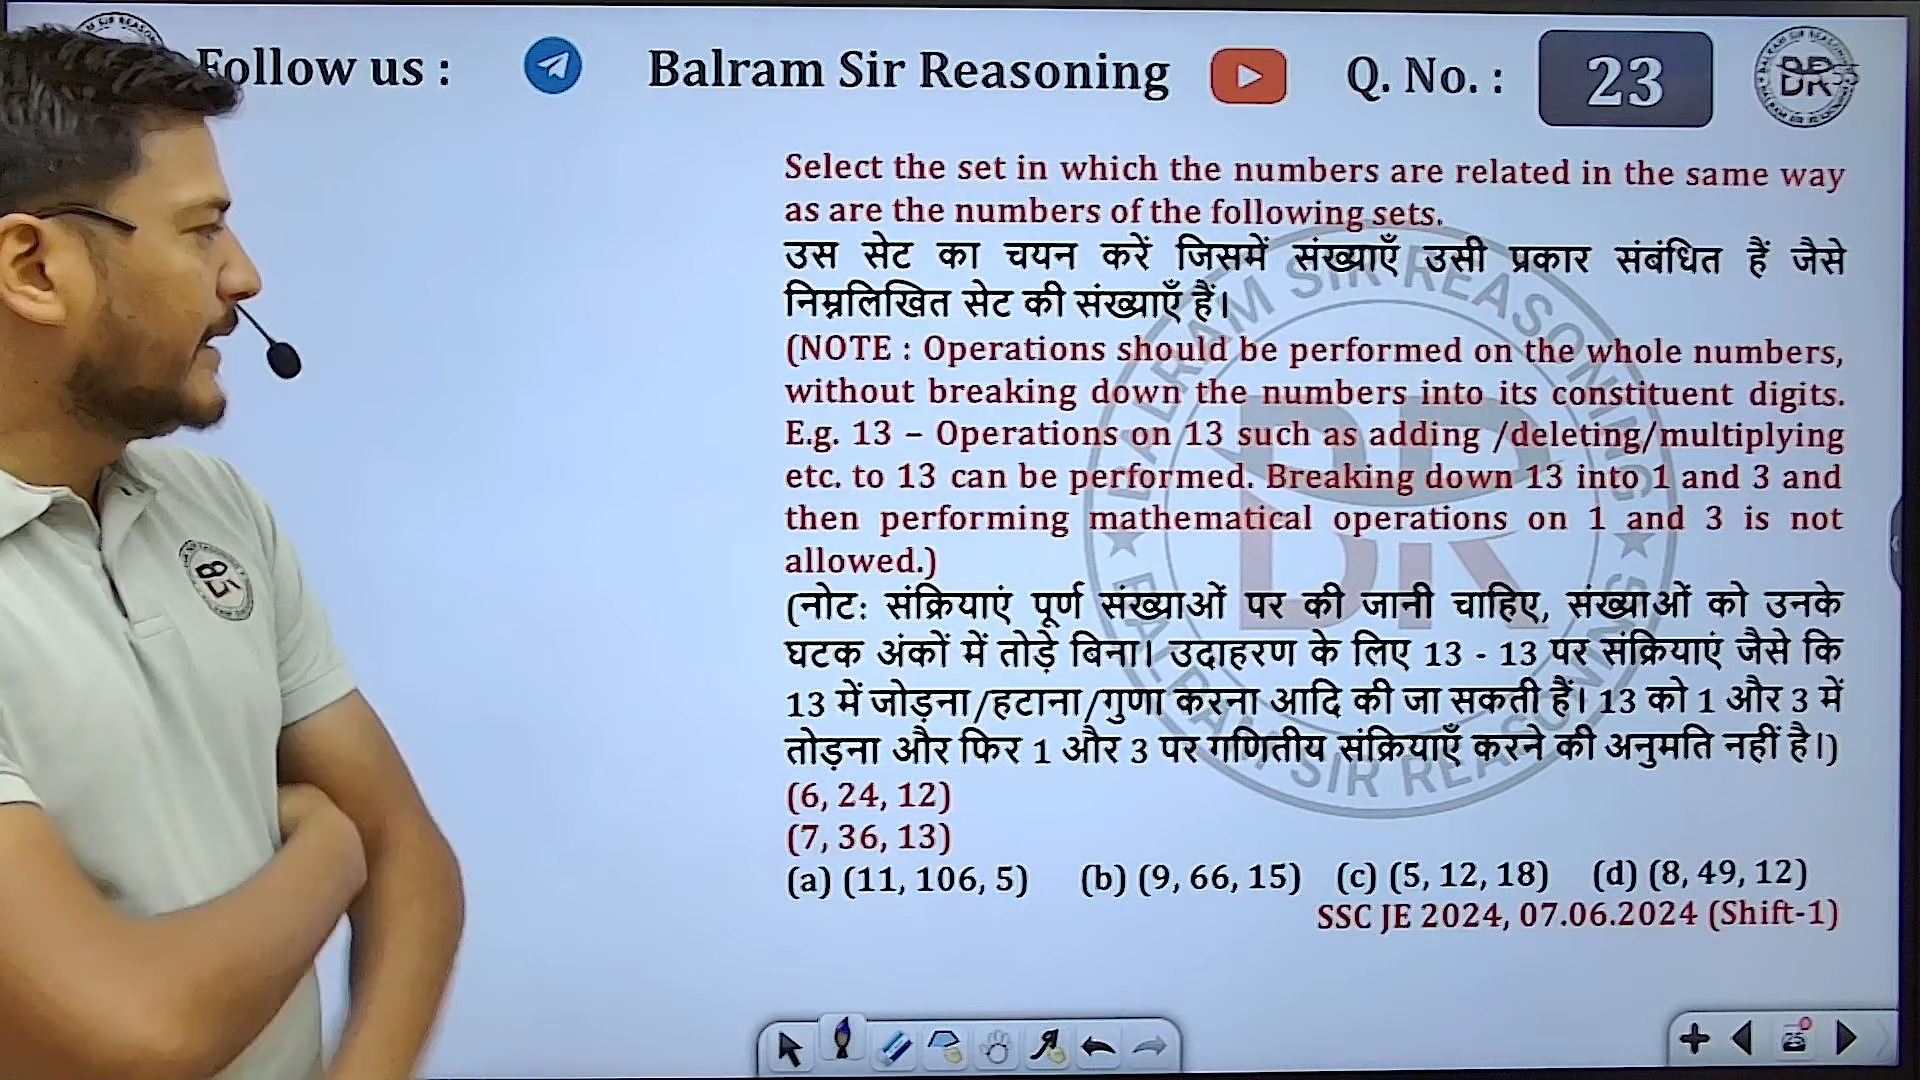 Follow us :
Balram Sir Reasoning
Q. No. :
23
Select the set in which the numbers are related in the same way
as are the numbers of the following sets.
उस सेट का चयन करें जिसमें संख्याएँ उसी प्रकार संबंधित हैं जैसे
निम्नलिखित सेट की संख्याएँ हैं।
(NOTE : Operations should be performed on the whole numbers,
without breaking down the numbers into its constituent digits.
E.g. 13 – Operations on 13 such as adding /deleting/multiplying
etc. to 13 can be performed. Breaking down 13 into 1 and 3 and
then performing mathematical operations on 1 and 3 is not
allowed.)
(नोट: संक्रियाएं पूर्ण संख्याओं पर की जानी चाहिए, संख्याओं को उनके
घटक अंकों में तोड़े बिना। उदाहरण के लिए 13 - 13 पर संक्रियाएं जैसे कि
13 में जोड़ना/हटाना/गुणा करना आदि की जा सकती हैं। 13 को 1 और 3 में
तोड़ना और फिर 1 और 3 पर गणितीय संक्रियाएँ करने की अनुमति नहीं है।)
(6, 24, 12)
(7, 36, 13)
(a) (11, 106, 5) (b) (9, 66, 15) (c) (5, 12, 18) (d) (8, 49, 12)
SSC JE 2024, 07.06.2024 (Shift-1)
BALRAM SIR REASONING
BALRAM SIR REASONING